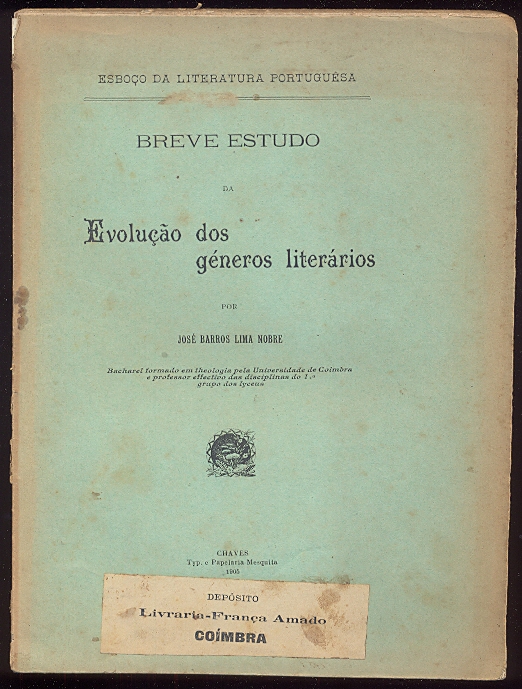 ESBOÇO DA LITERATURA PORTUGUÊSA
BREVE ESTUDO
DA
Evolução dos
géneros literários
POR
JOSÉ BARROS LIMA NOBRE
Bacharel formado em theologia pela Universidade de Coimbra
e professor effectivo das disciplinas do 1.º
grupo dos lyceus
CHAVES
Typ. e Papelaria Mesquita
1905
DEPÓSITO
Livraria-França Amado
COÍMBRA